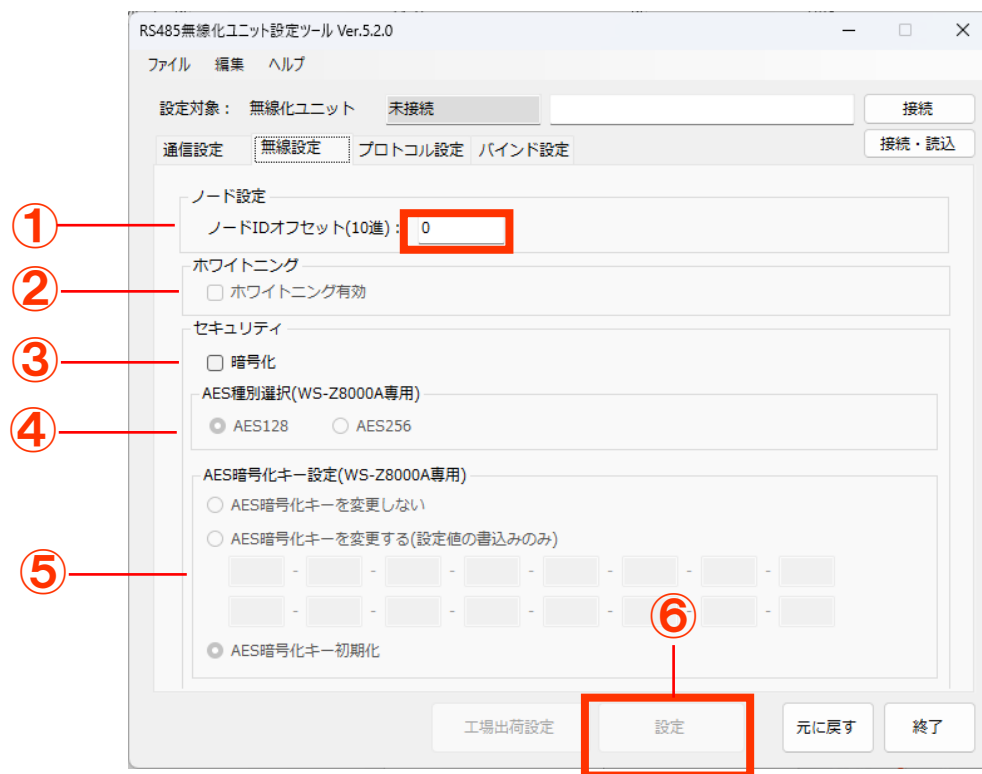 RS485無線化ユニット設定ツール Ver.5.2.0
ファイル 編集 ヘルプ
設定対象： 無線化ユニット 未接続 接続
通信設定 無線設定 プロトコル設定 バインド設定 接続・読込
ノード設定
① ノードIDオフセット(10進)： 0
ホワイトニング
② ホワイトニング有効
セキュリティ
③ 暗号化
AES種別選択(WS-Z8000A専用)
④ AES128 AES256
AES暗号化キー設定(WS-Z8000A専用)
AES暗号化キーを変更しない
AES暗号化キーを変更する(設定値の書込みのみ)
⑤ - - - - - - -
- - - - - - -
⑥
AES暗号化キー初期化
工場出荷設定 設定 元に戻す 終了